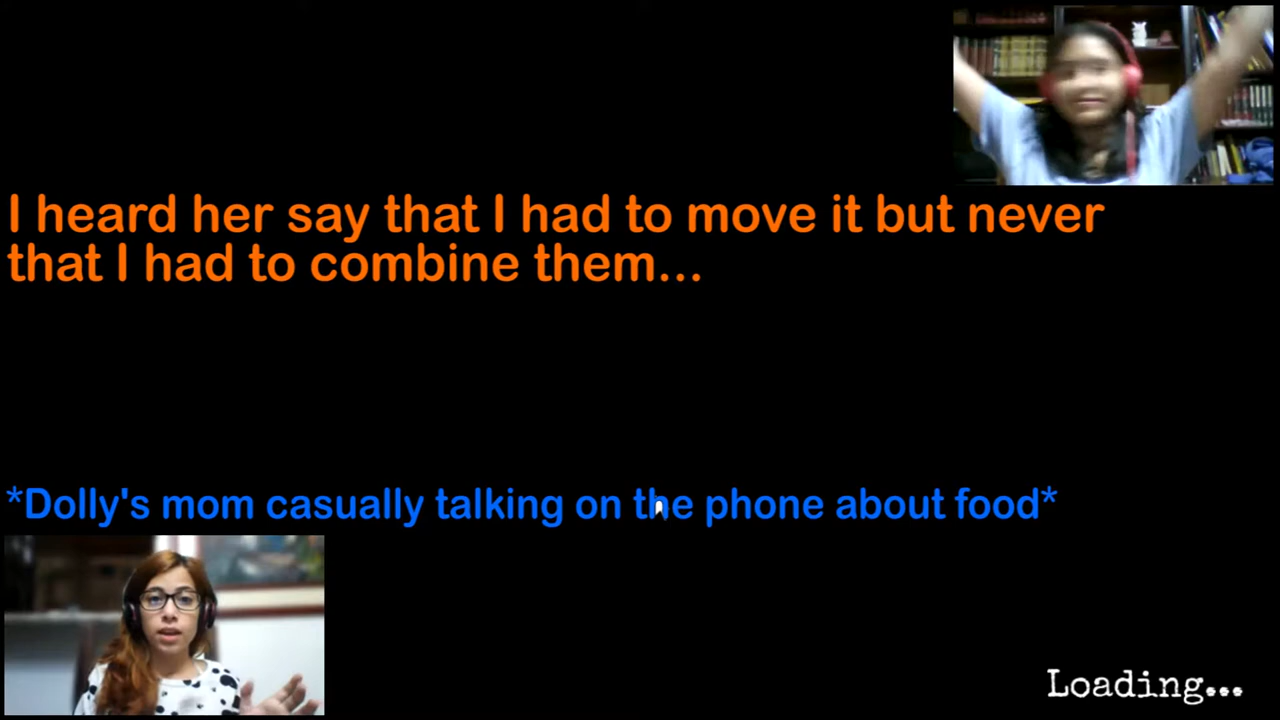 I heard her say that I had to move it but never
that I had to combine them...
*Dolly's mom casually talking on the phone about food*
Loading...